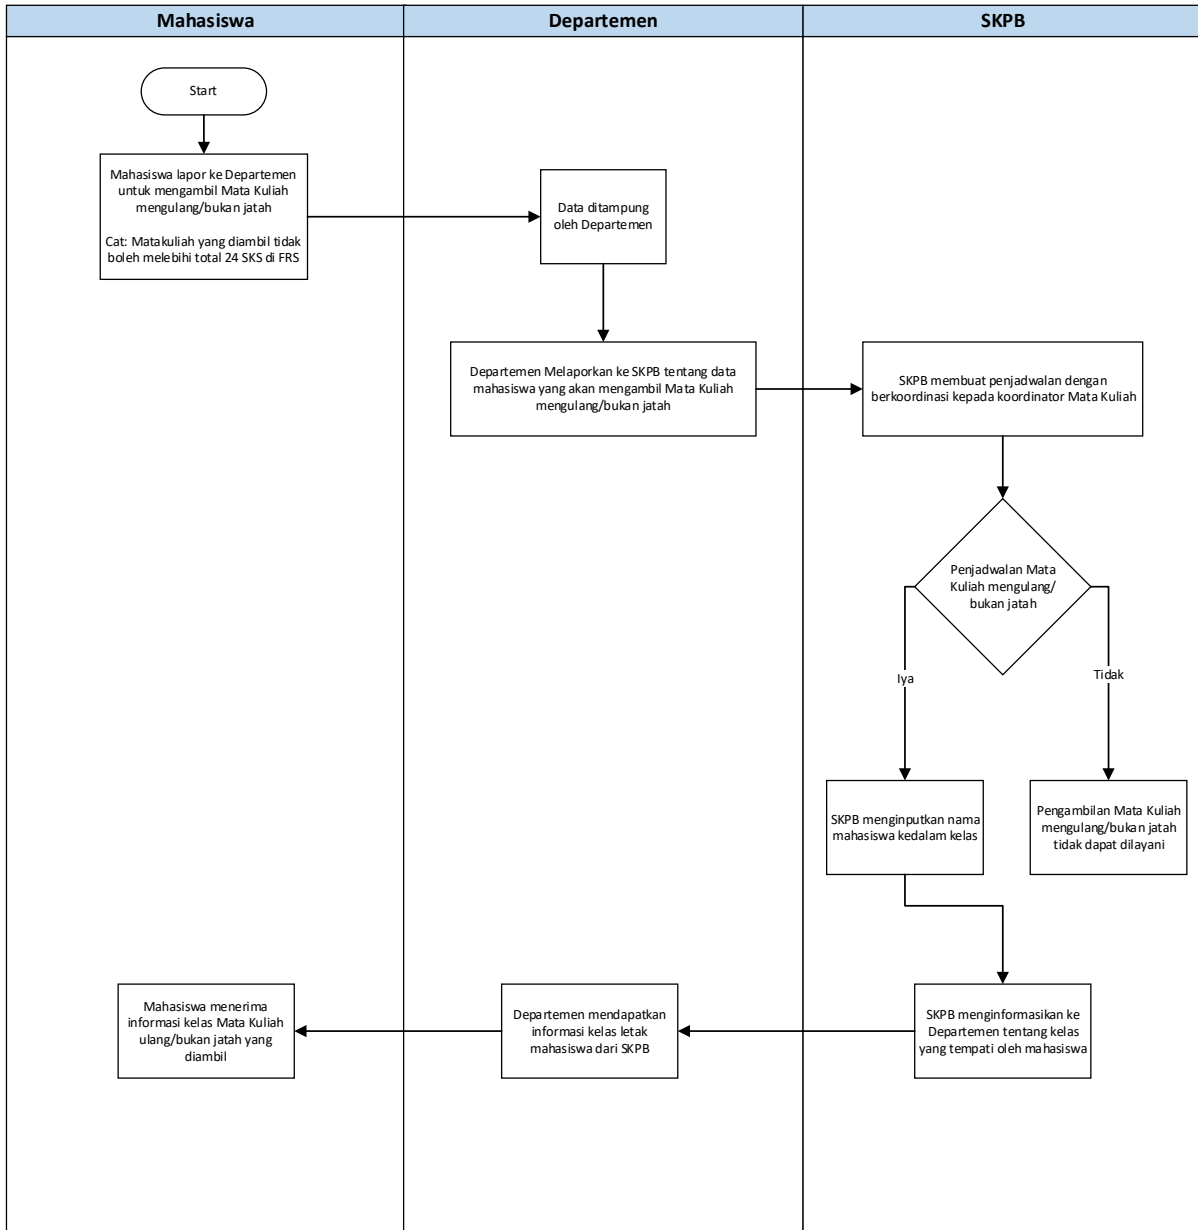 Mahasiswa
Departemen
SKPB
Start
Mahasiswa lapor ke Departemen
untuk mengambil Mata Kuliah
mengulang/bukan jatah
Cat: Matakuliah yang diambil tidak
boleh melebihi total 24 SKS di FRS
Data ditampung
oleh Departemen
Departemen Melaporkan ke SKPB tentang data
mahasiswa yang akan mengambil Mata Kuliah
mengulang/bukan jatah
SKPB membuat penjadwalan dengan
berkoordinasi kepada koordinator Mata Kuliah
Penjadwalan Mata
Kuliah mengulang/
bukan jatah
Iya
Tidak
SKPB menginputkan nama
mahasiswa kedalam kelas
Pengambilan Mata Kuliah
mengulang/bukan jatah
tidak dapat dilayani
SKPB menginformasikan ke
Departemen tentang kelas
yang tempati oleh mahasiswa
Departemen mendapatkan
informasi kelas letak
mahasiswa dari SKPB
Mahasiswa menerima
informasi kelas Mata Kuliah
ulang/bukan jatah yang
diambil